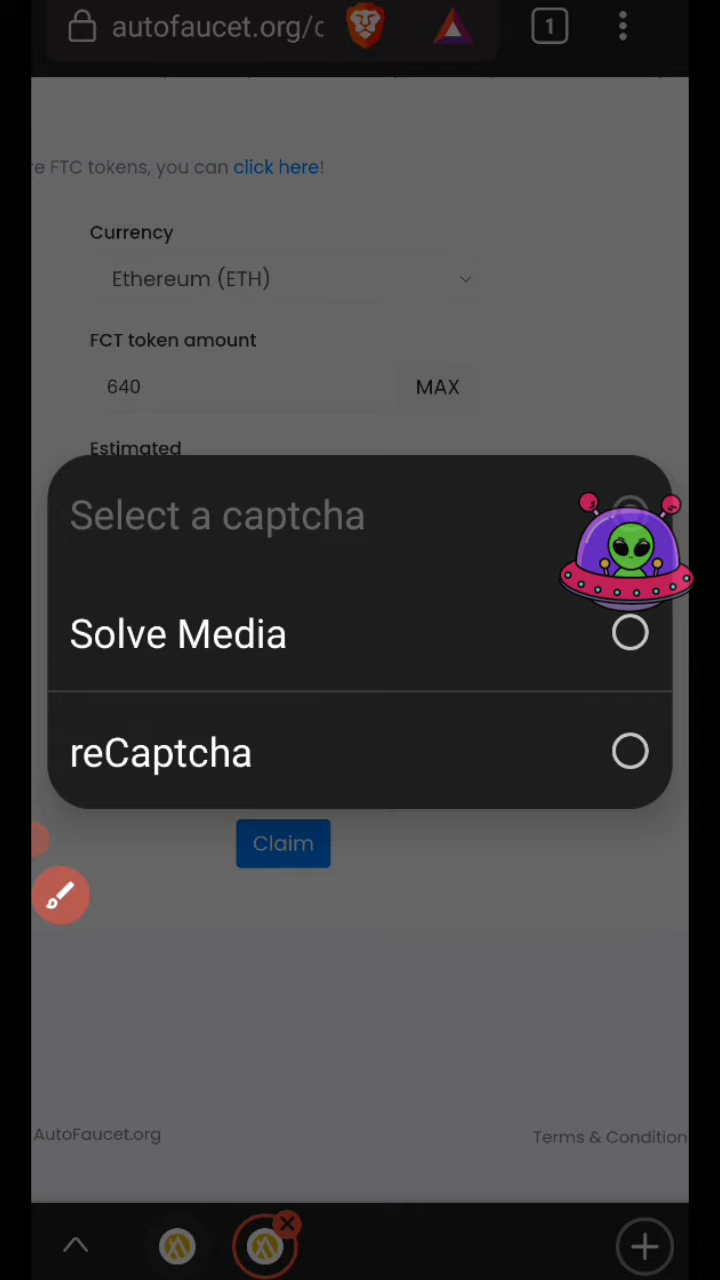 autofaucet.org/c
1
re FTC tokens, you can click here!
Currency
Ethereum (ETH)
FCT token amount
640
MAX
Estimated
Select a captcha
Solve Media
reCaptcha
Claim
AutoFaucet.org
Terms & Condition